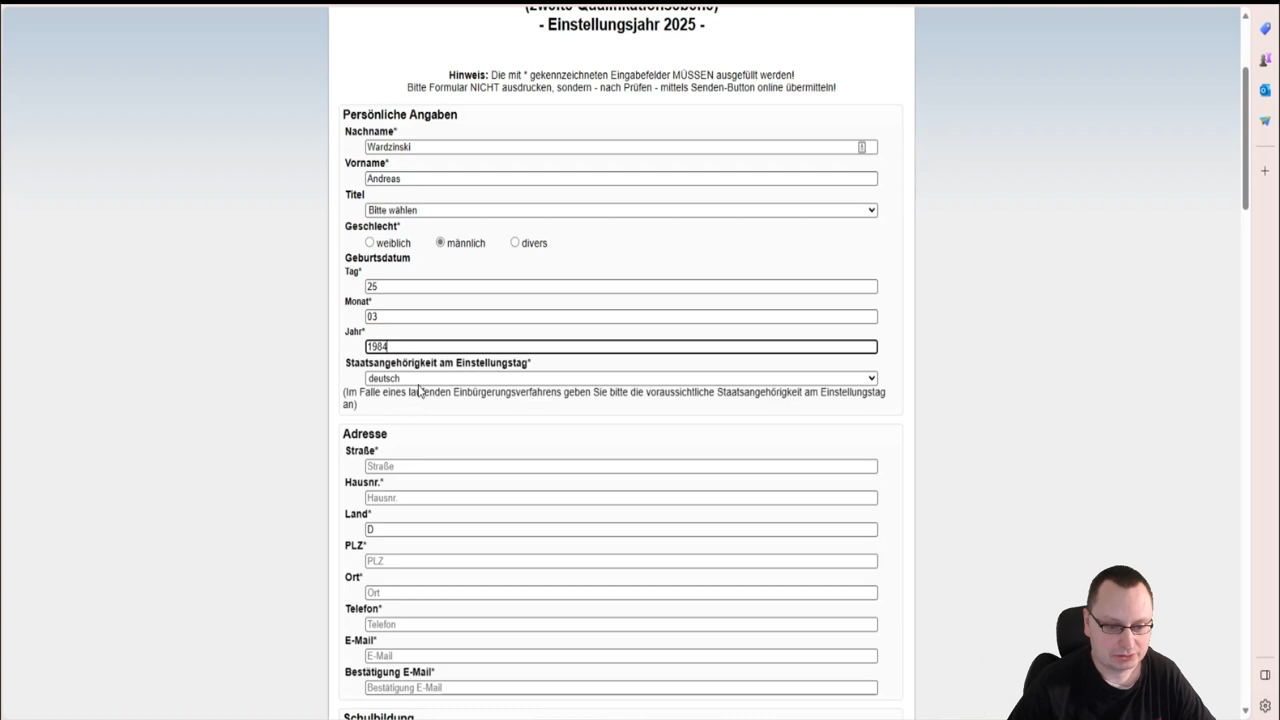 (zweite Qualifikationsebene)
- Einstellungsjahr 2025 -
Hinweis: Die mit * gekennzeichneten Eingabefelder MÜSSEN ausgefüllt werden!
Bitte Formular NICHT ausdrucken, sondern - nach Prüfen - mittels Senden-Button online übermitteln!
Persönliche Angaben
Nachname*
Wardzinski
Vorname*
Andreas
Titel
Bitte wählen
Geschlecht*
weiblich männlich divers
Geburtsdatum
Tag*
25
Monat*
03
Jahr*
1984
Staatsangehörigkeit am Einstellungstag*
deutsch
(Im Falle eines laufenden Einbürgerungsverfahrens geben Sie bitte die voraussichtliche Staatsangehörigkeit am Einstellungstag
an)
Adresse
Straße*
Straße
Hausnr.*
Hausnr.
Land*
D
PLZ*
PLZ
Ort*
Ort
Telefon*
Telefon
E-Mail*
E-Mail
Bestätigung E-Mail*
Bestätigung E-Mail
Schulbildung